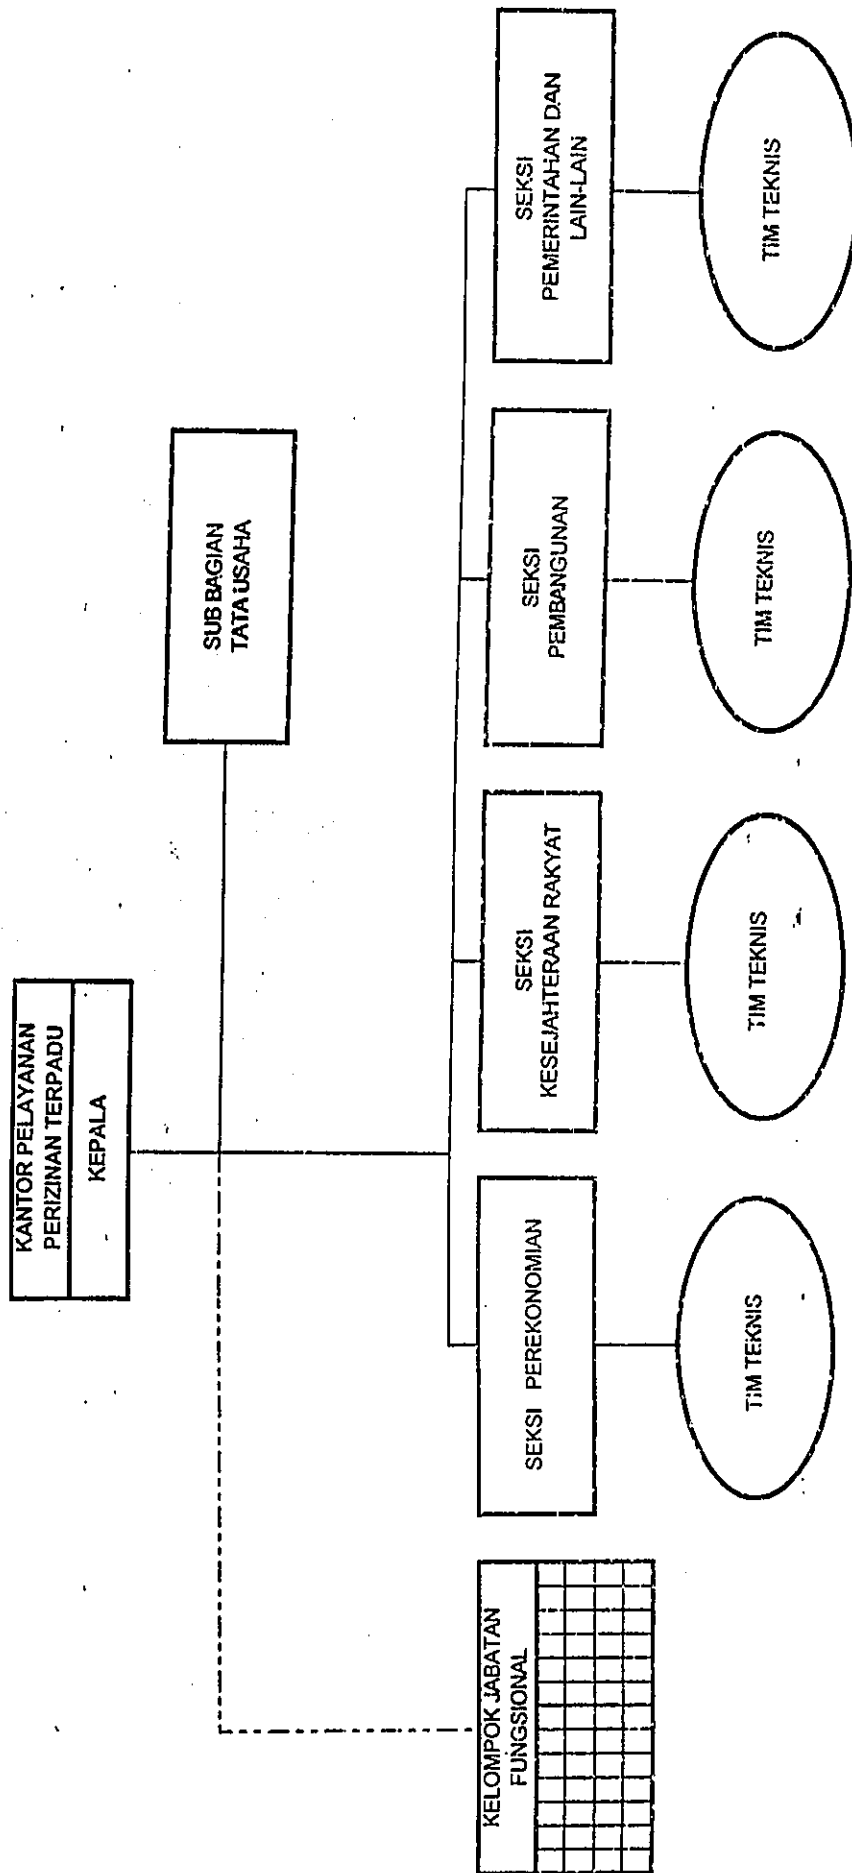 KANTOR PELAYANAN
PERIZINAN TERPADU
KEPALA
SUB BAGIAN
TATA USAHA
KELOMPOK JABATAN
FUNGSIONAL
SEKSI PEREKONOMIAN
SEKSI
KESEJAHTERAAN RAKYAT
SEKSI
PEMBANGUNAN
SEKSI
PEMERINTAHAN DAN
LAIN-LAIN
TIM TEKNIS
TIM TEKNIS
TIM TEKNIS
TIM TEKNIS